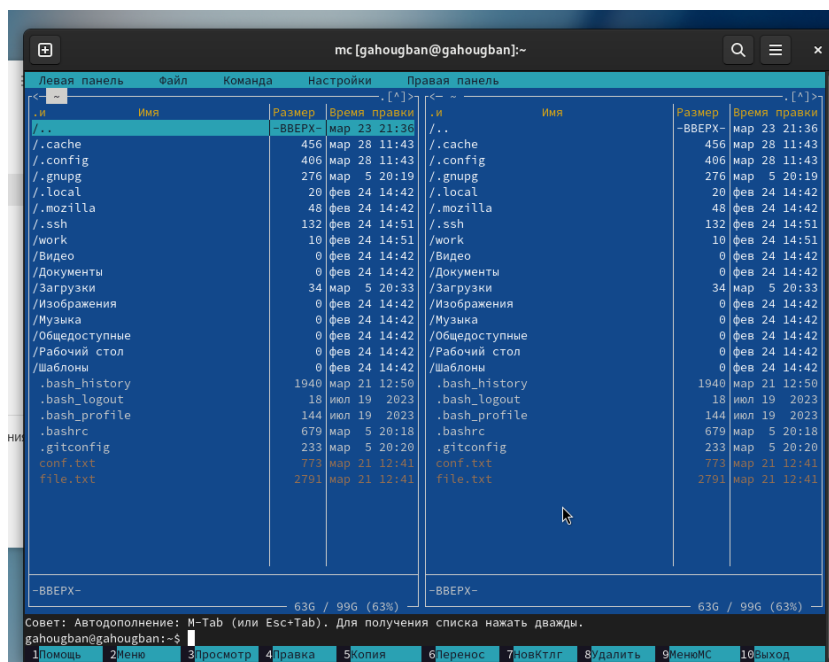 mc [gahougban@gahougban]:~
Левая панель Файл Команда Настройки Правая панель
<— ~ .[^]> <— ~ .[^]>
.и Имя Размер Время правки .и Имя Размер Время правки
/.. -ВВЕРХ- мар 23 21:36 /.. -ВВЕРХ- мар 23 21:36
/.cache 456 мар 28 11:43 /.cache 456 мар 28 11:43
/.config 406 мар 28 11:43 /.config 406 мар 28 11:43
/.gnupg 276 мар 5 20:19 /.gnupg 276 мар 5 20:19
/.local 20 фев 24 14:42 /.local 20 фев 24 14:42
/.mozilla 48 фев 24 14:42 /.mozilla 48 фев 24 14:42
/.ssh 132 фев 24 14:51 /.ssh 132 фев 24 14:51
/work 10 фев 24 14:51 /work 10 фев 24 14:51
/Видео 0 фев 24 14:42 /Видео 0 фев 24 14:42
/Документы 0 фев 24 14:42 /Документы 0 фев 24 14:42
/Загрузки 34 мар 5 20:33 /Загрузки 34 мар 5 20:33
/Изображения 0 фев 24 14:42 /Изображения 0 фев 24 14:42
/Музыка 0 фев 24 14:42 /Музыка 0 фев 24 14:42
/Общедоступные 0 фев 24 14:42 /Общедоступные 0 фев 24 14:42
/Рабочий стол 0 фев 24 14:42 /Рабочий стол 0 фев 24 14:42
/Шаблоны 0 фев 24 14:42 /Шаблоны 0 фев 24 14:42
.bash_history 1940 мар 21 12:50 .bash_history 1940 мар 21 12:50
.bash_logout 18 июл 19 2023 .bash_logout 18 июл 19 2023
.bash_profile 144 июл 19 2023 .bash_profile 144 июл 19 2023
.bashrc 679 мар 5 20:18 .bashrc 679 мар 5 20:18
.gitconfig 233 мар 5 20:20 .gitconfig 233 мар 5 20:20
conf.txt 773 мар 21 12:41 conf.txt 773 мар 21 12:41
file.txt 2791 мар 21 12:41 file.txt 2791 мар 21 12:41
-ВВЕРХ- -ВВЕРХ-
63G / 99G (63%) 63G / 99G (63%)
Совет: Автодополнение: M-Tab (или Esc+Tab). Для получения списка нажать дважды.
gahougban@gahougban:~$
1Помощь 2Меню 3Просмотр 4Правка 5Копия 6Перенос 7НовКтлг 8Удалить 9МенюMC 10Выход